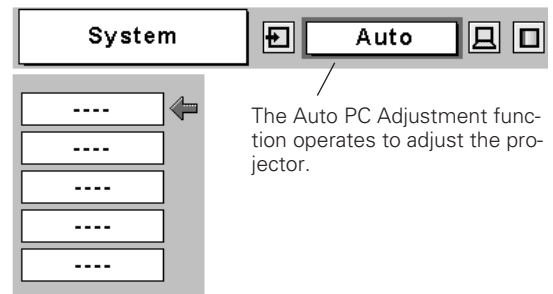 System
Auto
The Auto PC Adjustment func-
tion operates to adjust the pro-
jector.
----
----
----
----
----